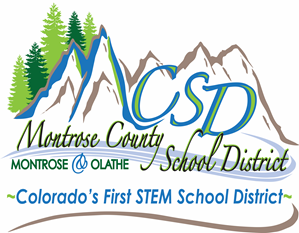 MCSD
Montrose County
School District
MONTROSE & OLATHE
~Colorado's First STEM School District~